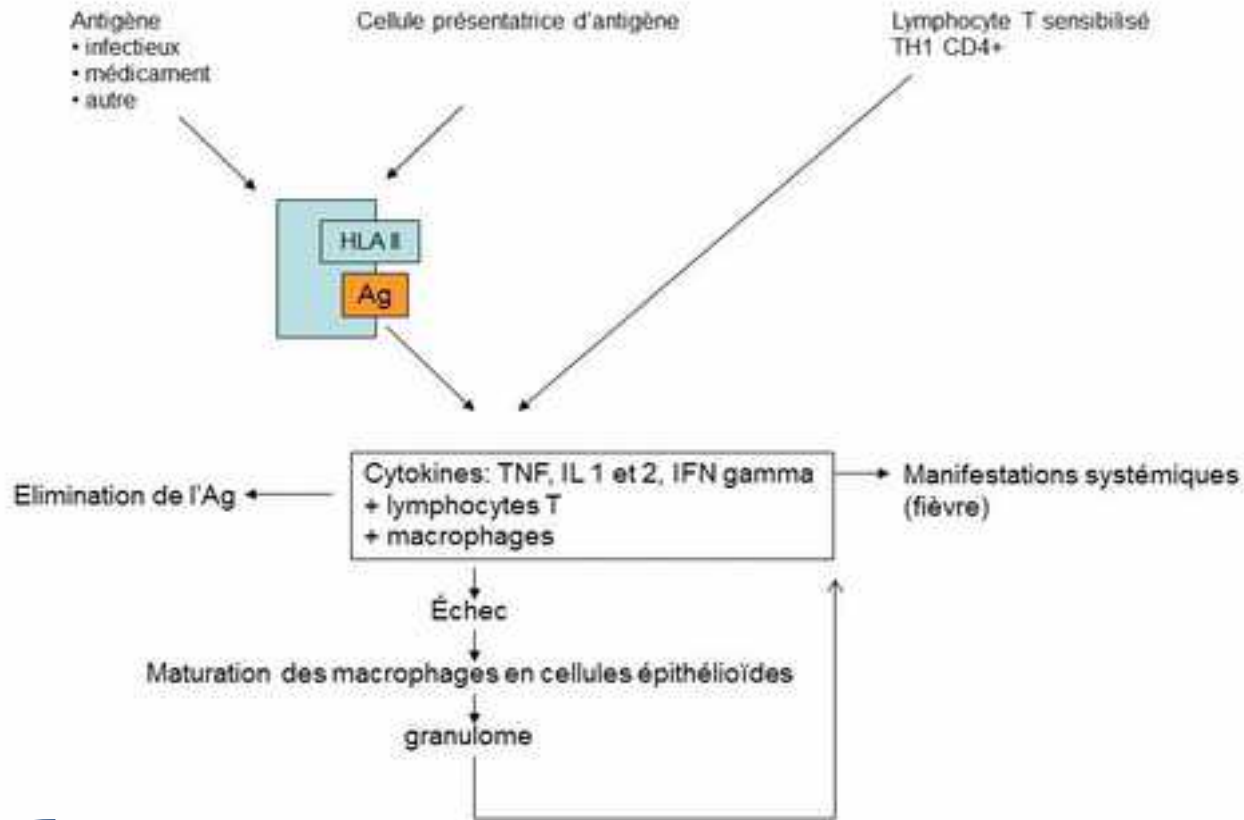 Antigène
• infectieux
• médicament
• autre
Cellule présentatrice d'antigène
Lymphocyte T sensibilisé
TH1 CD4+
HLA II
Ag
Cytokines: TNF, IL 1 et 2, IFN gamma
+ lymphocytes T
+ macrophages
Elimination de l'Ag
Manifestations systémiques
(fièvre)
Échec
Maturation des macrophages en cellules épithélioïdes
granulome